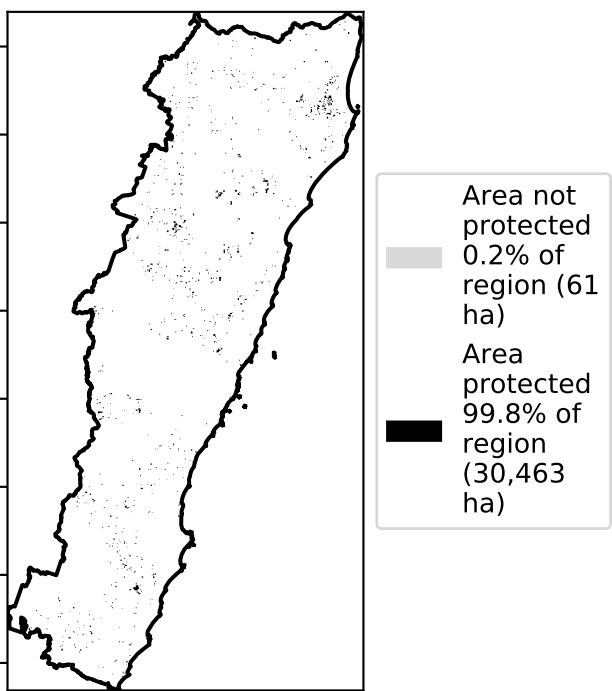 Area not
protected
0.2% of
region (61
ha)
Area
protected
99.8% of
region
(30,463
ha)